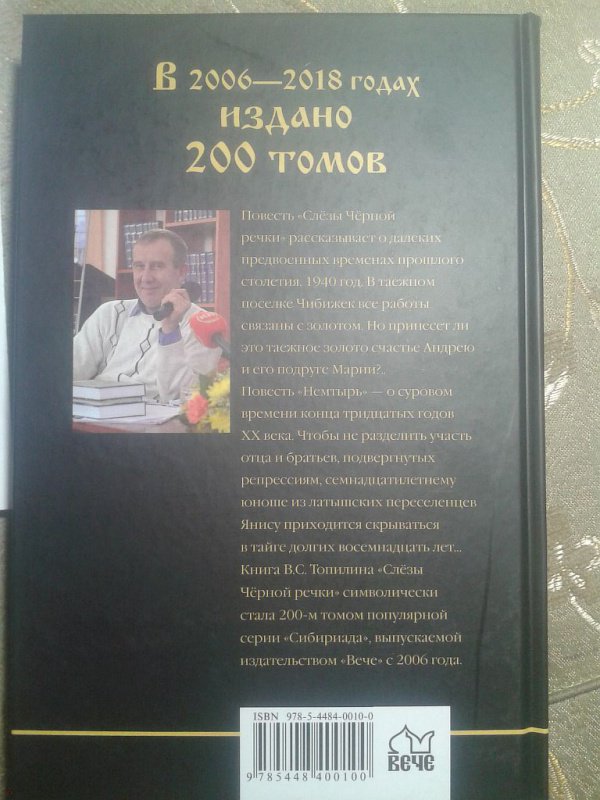 В 2006—2018 годах
издано
200 томов
Повесть «Слёзы Чёрной
речки» рассказывает о далеких
предвоенных временах прошлого
столетия. 1940 год. В таежном
поселке Чибижек все работы
связаны с золотом. Но принесет ли
это таежное золото счастье Андрею
и его подруге Марии?..
Повесть «Немтырь» — о суровом
времени конца тридцатых годов
XX века. Чтобы не разделить участь
отца и братьев, подвергнутых
репрессиям, семнадцатилетнему
юноше из латышских переселенцев
Янису приходится скрываться
в тайге долгих восемнадцать лет...
Книга В.С. Топилина «Слёзы
Чёрной речки» символически
стала 200-м томом популярной
серии «Сибириада», выпускаемой
издательством «Вече» с 2006 года.
ISBN 978-5-4484-0010-0
9 785448 400100
ВЕЧЕ